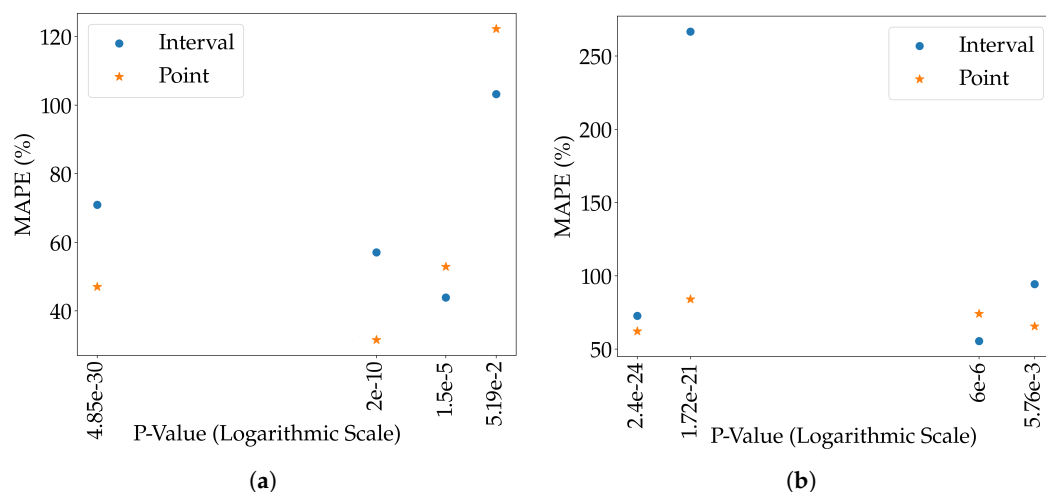 120
100
80
60
40
MAPE (%)
Interval
Point
4.85e-30
2e-10
1.5e-5
5.19e-2
P-Value (Logarithmic Scale)
(a)
250
200
150
100
50
MAPE (%)
Interval
Point
2.4e-24
1.72e-21
6e-6
5.76e-3
P-Value (Logarithmic Scale)
(b)